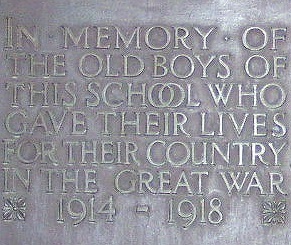 IN MEMORY OF
THE OLD BOYS OF
THIS SCHOOL WHO
GAVE THEIR LIVES
FOR THEIR COUNTRY
IN THE GREAT WAR
1914 - 1918